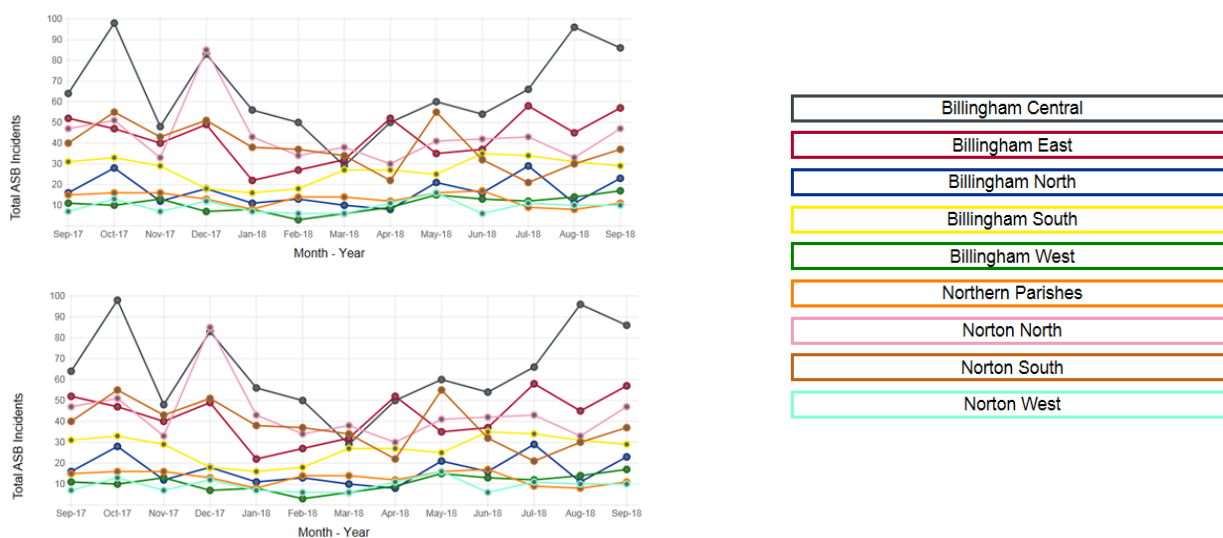 100
90
80
70
60
50
40
30
20
10
Total ASB Incidents
Sep-17 Oct-17 Nov-17 Dec-17 Jan-18 Feb-18 Mar-18 Apr-18 May-18 Jun-18 Jul-18 Aug-18 Sep-18
Month - Year
100
90
80
70
60
50
40
30
20
10
Total ASB Incidents
Sep-17 Oct-17 Nov-17 Dec-17 Jan-18 Feb-18 Mar-18 Apr-18 May-18 Jun-18 Jul-18 Aug-18 Sep-18
Month - Year
Billingham Central
Billingham East
Billingham North
Billingham South
Billingham West
Northern Parishes
Norton North
Norton South
Norton West